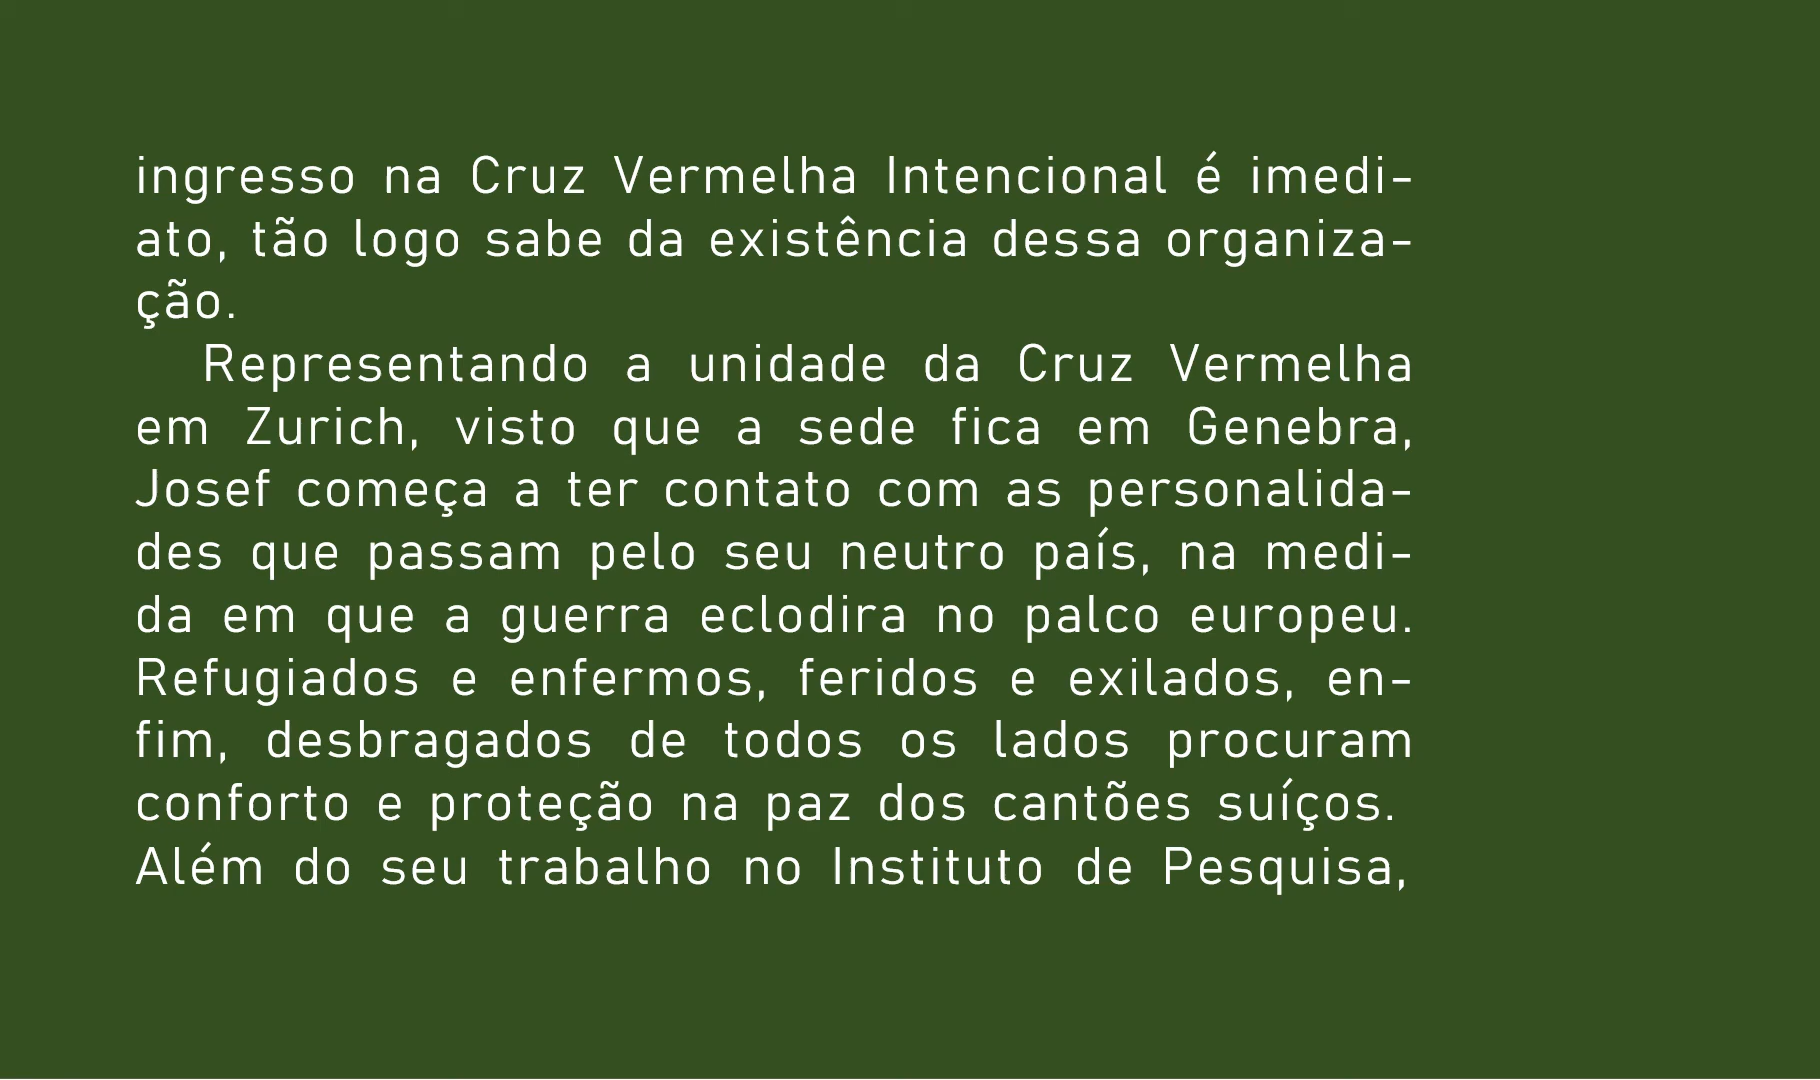 ingresso na Cruz Vermelha Intencional é imedi-
ato, tão logo sabe da existência dessa organiza-
ção.
Representando a unidade da Cruz Vermelha
em Zurich, visto que a sede fica em Genebra,
Josef começa a ter contato com as personalida-
des que passam pelo seu neutro país, na medi-
da em que a guerra eclodira no palco europeu.
Refugiados e enfermos, feridos e exilados, en-
fim, desbragados de todos os lados procuram
conforto e proteção na paz dos cantões suíços.
Além do seu trabalho no Instituto de Pesquisa,